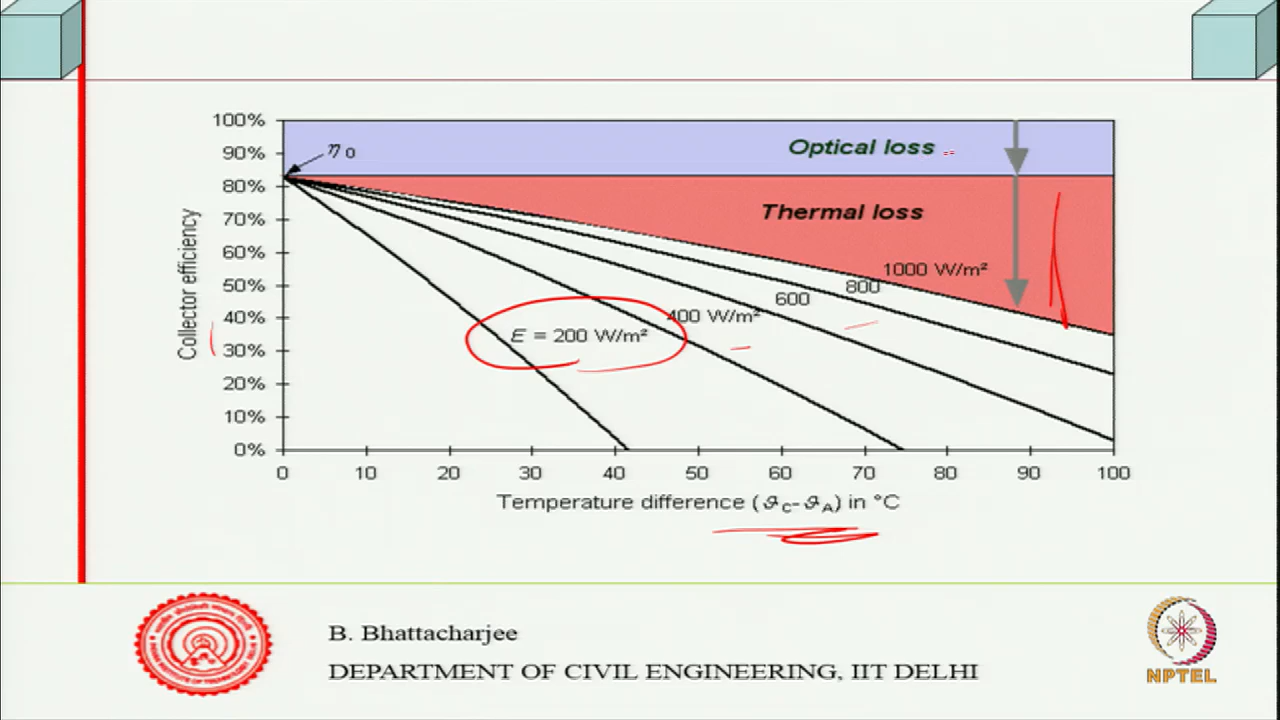 100%
90%
80%
70%
60%
50%
40%
30%
20%
10%
0%
η0
Optical loss
Thermal loss
1000 W/m²
800
600
400 W/m²
E = 200 W/m²
Collector efficiency
0 10 20 30 40 50 60 70 80 90 100
Temperature difference (ϑC-ϑA) in °C
B. Bhattacharjee
DEPARTMENT OF CIVIL ENGINEERING, IIT DELHI
NPTEL